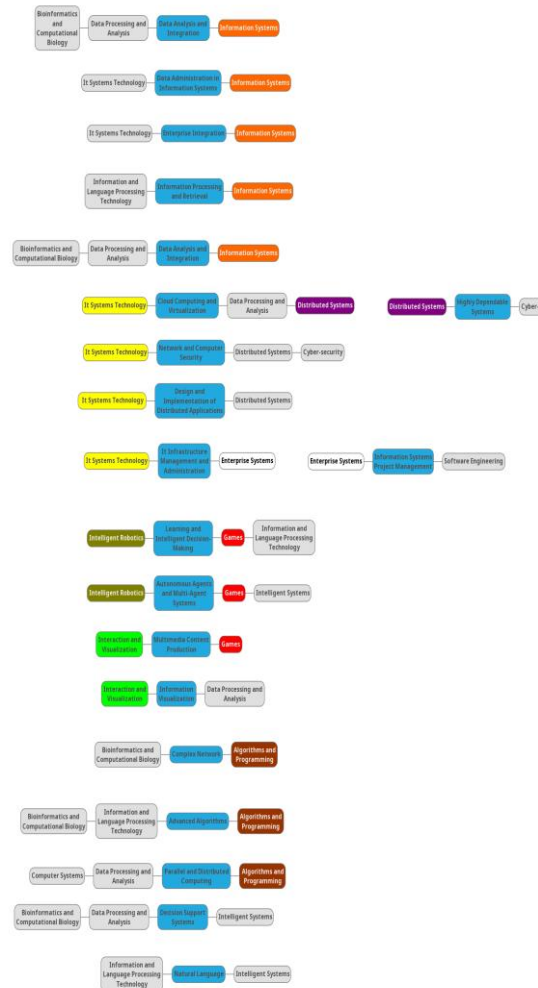 Bioinformatics
and
Computational
Biology
Data Processing and
Analysis
Data Analysis and
Integration
Information Systems
It Systems Technology
Data Administration in
Information Systems
Information Systems
It Systems Technology
Enterprise Integration
Information Systems
Information and
Language Processing
Technology
Information Processing
and Retrieval
Information Systems
Bioinformatics and
Computational Biology
Data Processing and
Analysis
Data Analysis and
Integration
Information Systems
It Systems Technology
Cloud Computing and
Virtualization
Data Processing and
Analysis
Distributed Systems
Distributed Systems
Highly Dependable
Systems
Cyber-
It Systems Technology
Network and Computer
Security
Distributed Systems
Cyber-security
It Systems Technology
Design and
Implementation of
Distributed Applications
Distributed Systems
It Systems Technology
IT Infrastructure
Management and
Administration
Enterprise Systems
Enterprise Systems
Information Systems
Project Management
Software Engineering
Intelligent Robotics
Learning and
Intelligent Decision-
Making
Games
Information and
Language Processing
Technology
Intelligent Robotics
Autonomous Agents
and Multi-Agent
Systems
Games
Intelligent Systems
Interaction and
Visualization
Multimedia Content
Production
Games
Interaction and
Visualization
Information
Visualization
Data Processing and
Analysis
Bioinformatics and
Computational Biology
Complex Network
Algorithms and
Programming
Bioinformatics and
Computational Biology
Information and
Language Processing
Technology
Advanced Algorithms
Algorithms and
Programming
Computer Systems
Data Processing and
Analysis
Parallel and Distributed
Computing
Algorithms and
Programming
Bioinformatics and
Computational Biology
Data Processing and
Analysis
Decision Support
Systems
Intelligent Systems
Information and
Language Processing
Technology
Natural Language
Intelligent Systems